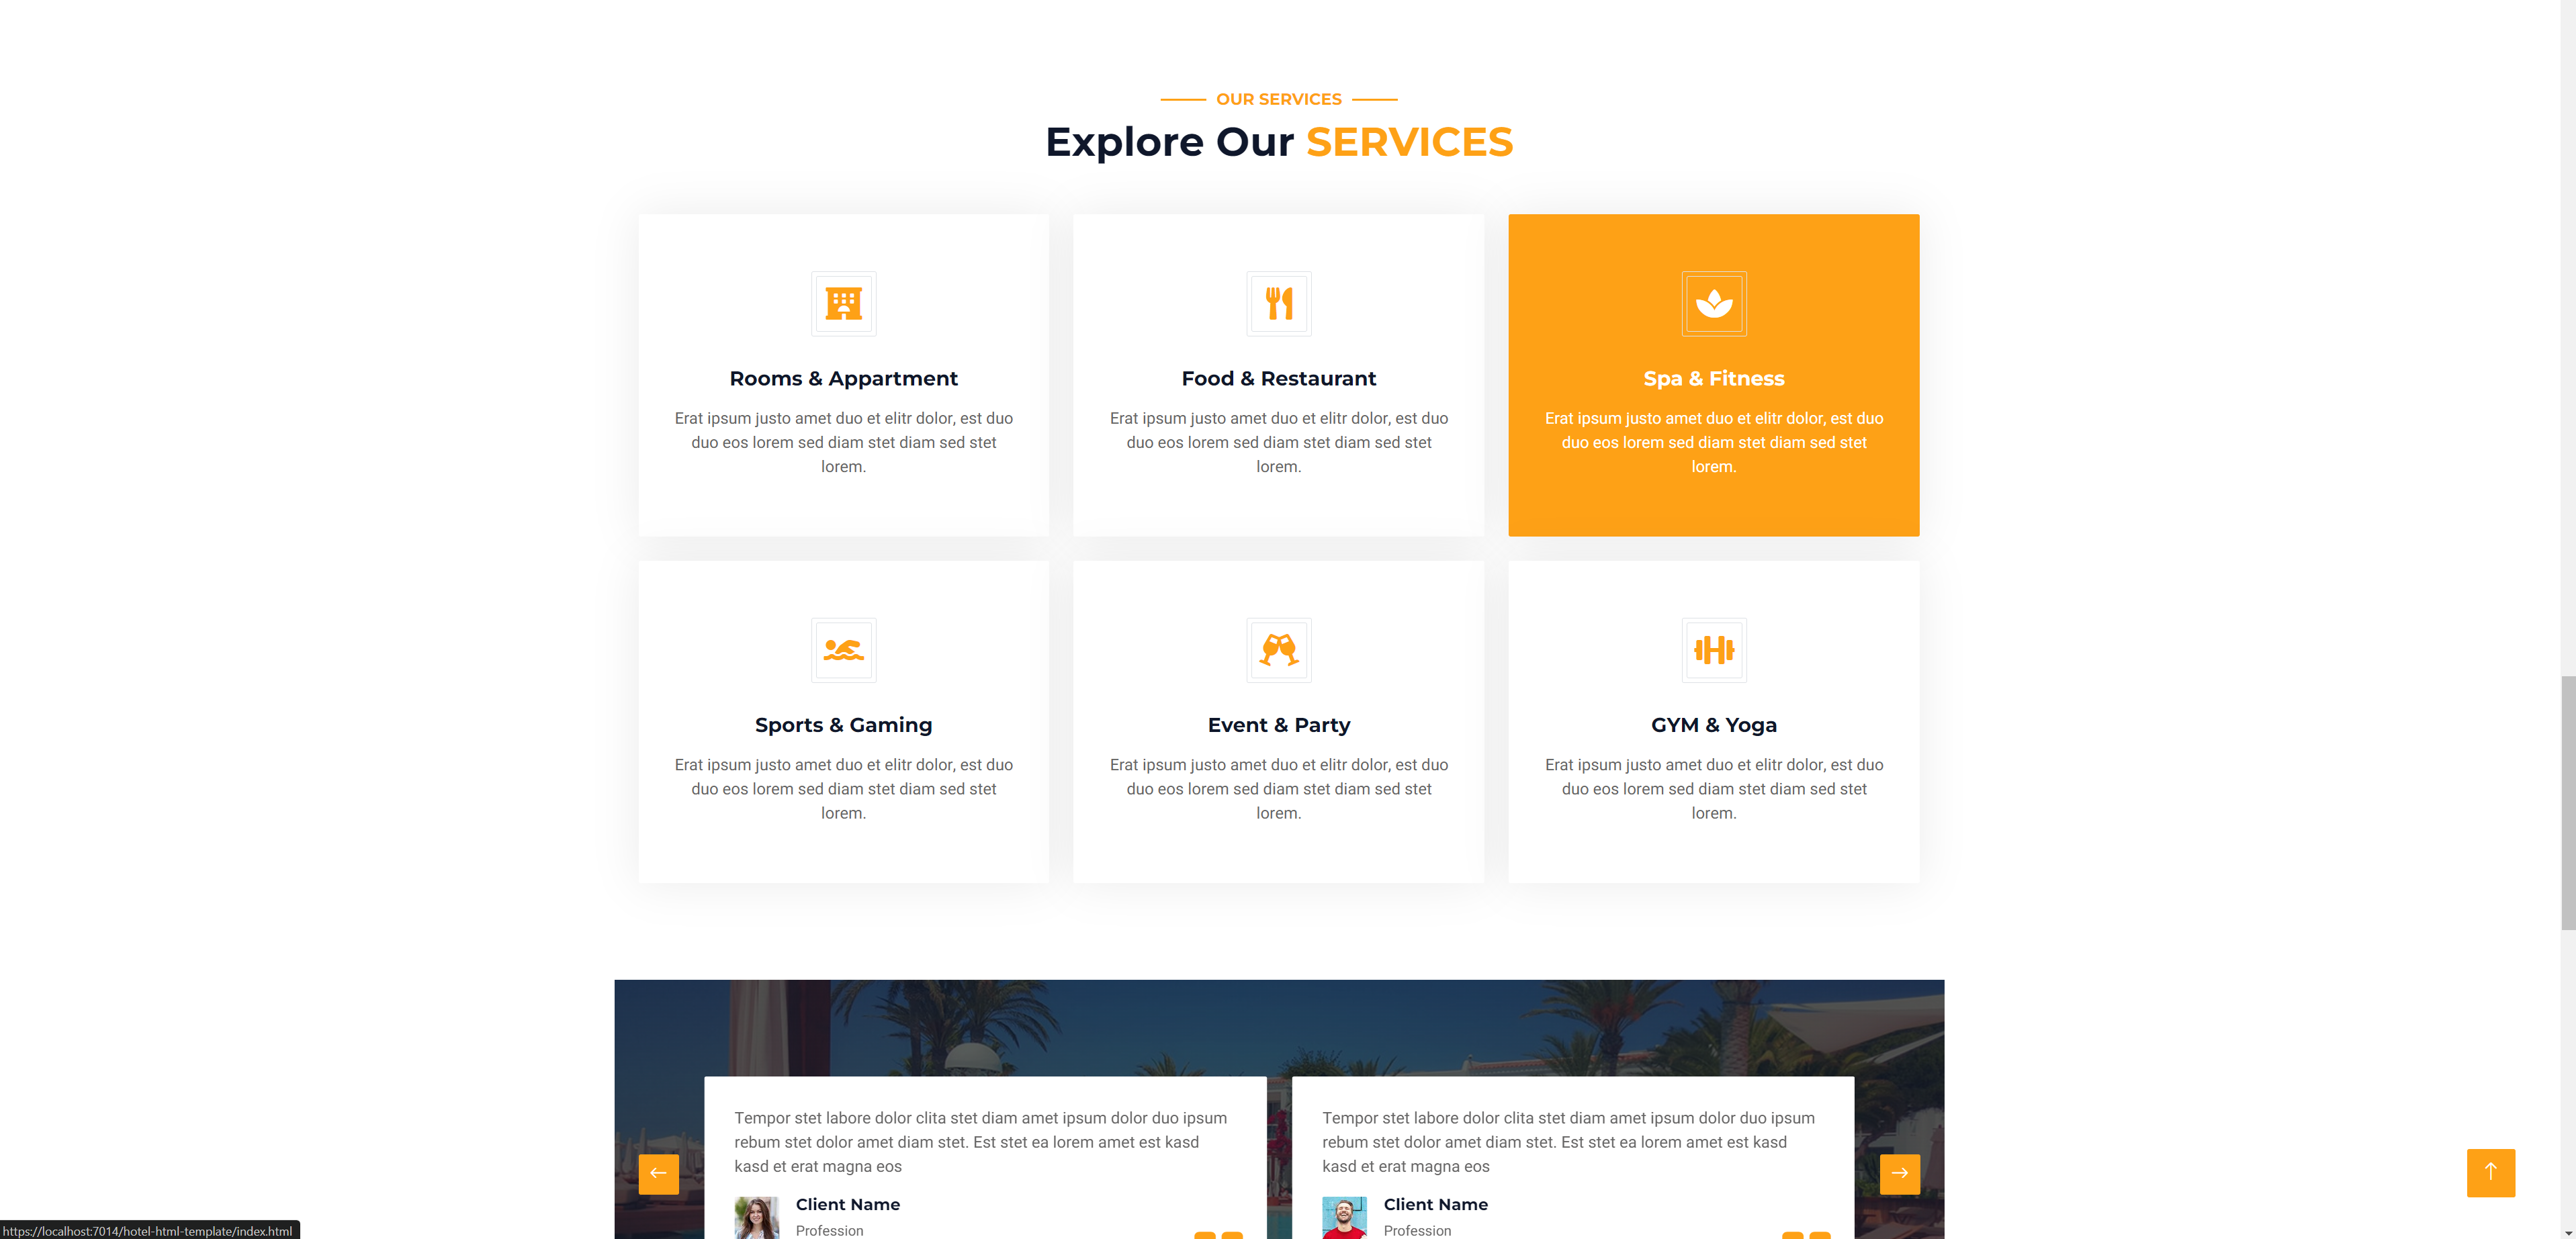 OUR SERVICES
Explore Our SERVICES
Rooms & Appartment
Erat ipsum justo amet duo et elitr dolor, est duo
duo eos lorem sed diam stet diam sed stet
lorem.
Food & Restaurant
Erat ipsum justo amet duo et elitr dolor, est duo
duo eos lorem sed diam stet diam sed stet
lorem.
Spa & Fitness
Erat ipsum justo amet duo et elitr dolor, est duo
duo eos lorem sed diam stet diam sed stet
lorem.
Sports & Gaming
Erat ipsum justo amet duo et elitr dolor, est duo
duo eos lorem sed diam stet diam sed stet
lorem.
Event & Party
Erat ipsum justo amet duo et elitr dolor, est duo
duo eos lorem sed diam stet diam sed stet
lorem.
GYM & Yoga
Erat ipsum justo amet duo et elitr dolor, est duo
duo eos lorem sed diam stet diam sed stet
lorem.
Tempor stet labore dolor clita stet diam amet ipsum dolor duo ipsum
rebum stet dolor amet diam stet. Est stet ea lorem amet est kasd
kasd et erat magna eos
Client Name
Profession
Tempor stet labore dolor clita stet diam amet ipsum dolor duo ipsum
rebum stet dolor amet diam stet. Est stet ea lorem amet est kasd
kasd et erat magna eos
Client Name
Profession
https://localhost:7014/hotel-html-template/index.html